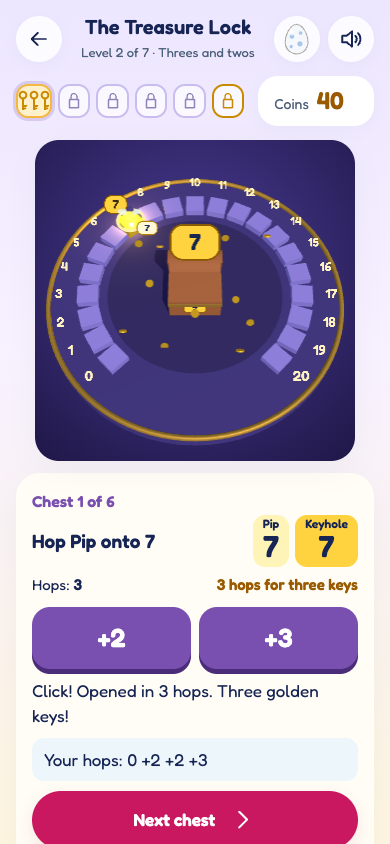 The Treasure Lock
Level 2 of 7 · Threes and twos
Coins 40
7 8 9 10 11 12 13
6 14
5 15
4 16
3 17
2 18
1 19
0 20
7
7
Chest 1 of 6
Hop Pip onto 7
Pip
7
Keyhole
7
Hops: 3
3 hops for three keys
+2
+3
Click! Opened in 3 hops. Three golden
keys!
Your hops: 0 +2 +2 +3
Next chest